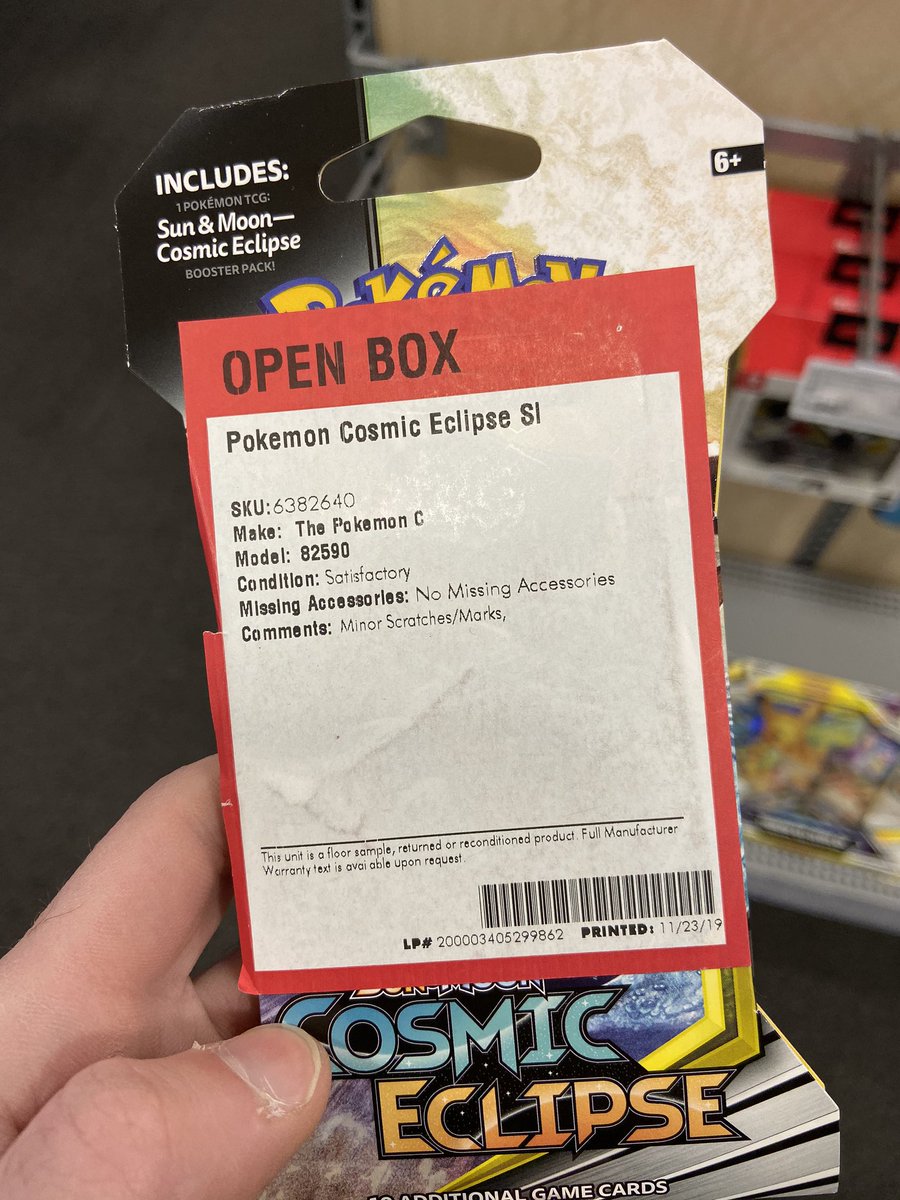 INCLUDES:
1 POKÉMON TCG:
Sun & Moon—
Cosmic Eclipse
BOOSTER PACK!
6+
POKéMON
OPEN BOX
Pokemon Cosmic Eclipse Sl
SKU:6382640
Make: The Pokemon C
Model: 82590
Condition: Satisfactory
Missing Accessories: No Missing Accessories
Comments: Minor Scratches/Marks,
This unit is a floor sample, returned or reconditioned product. Full Manufacturer
Warranty text is available upon request.
LP# 200003405299862 PRINTED: 11/23/19
SUN & MOON
COSMIC
ECLIPSE
10 ADDITIONAL GAME CARDS